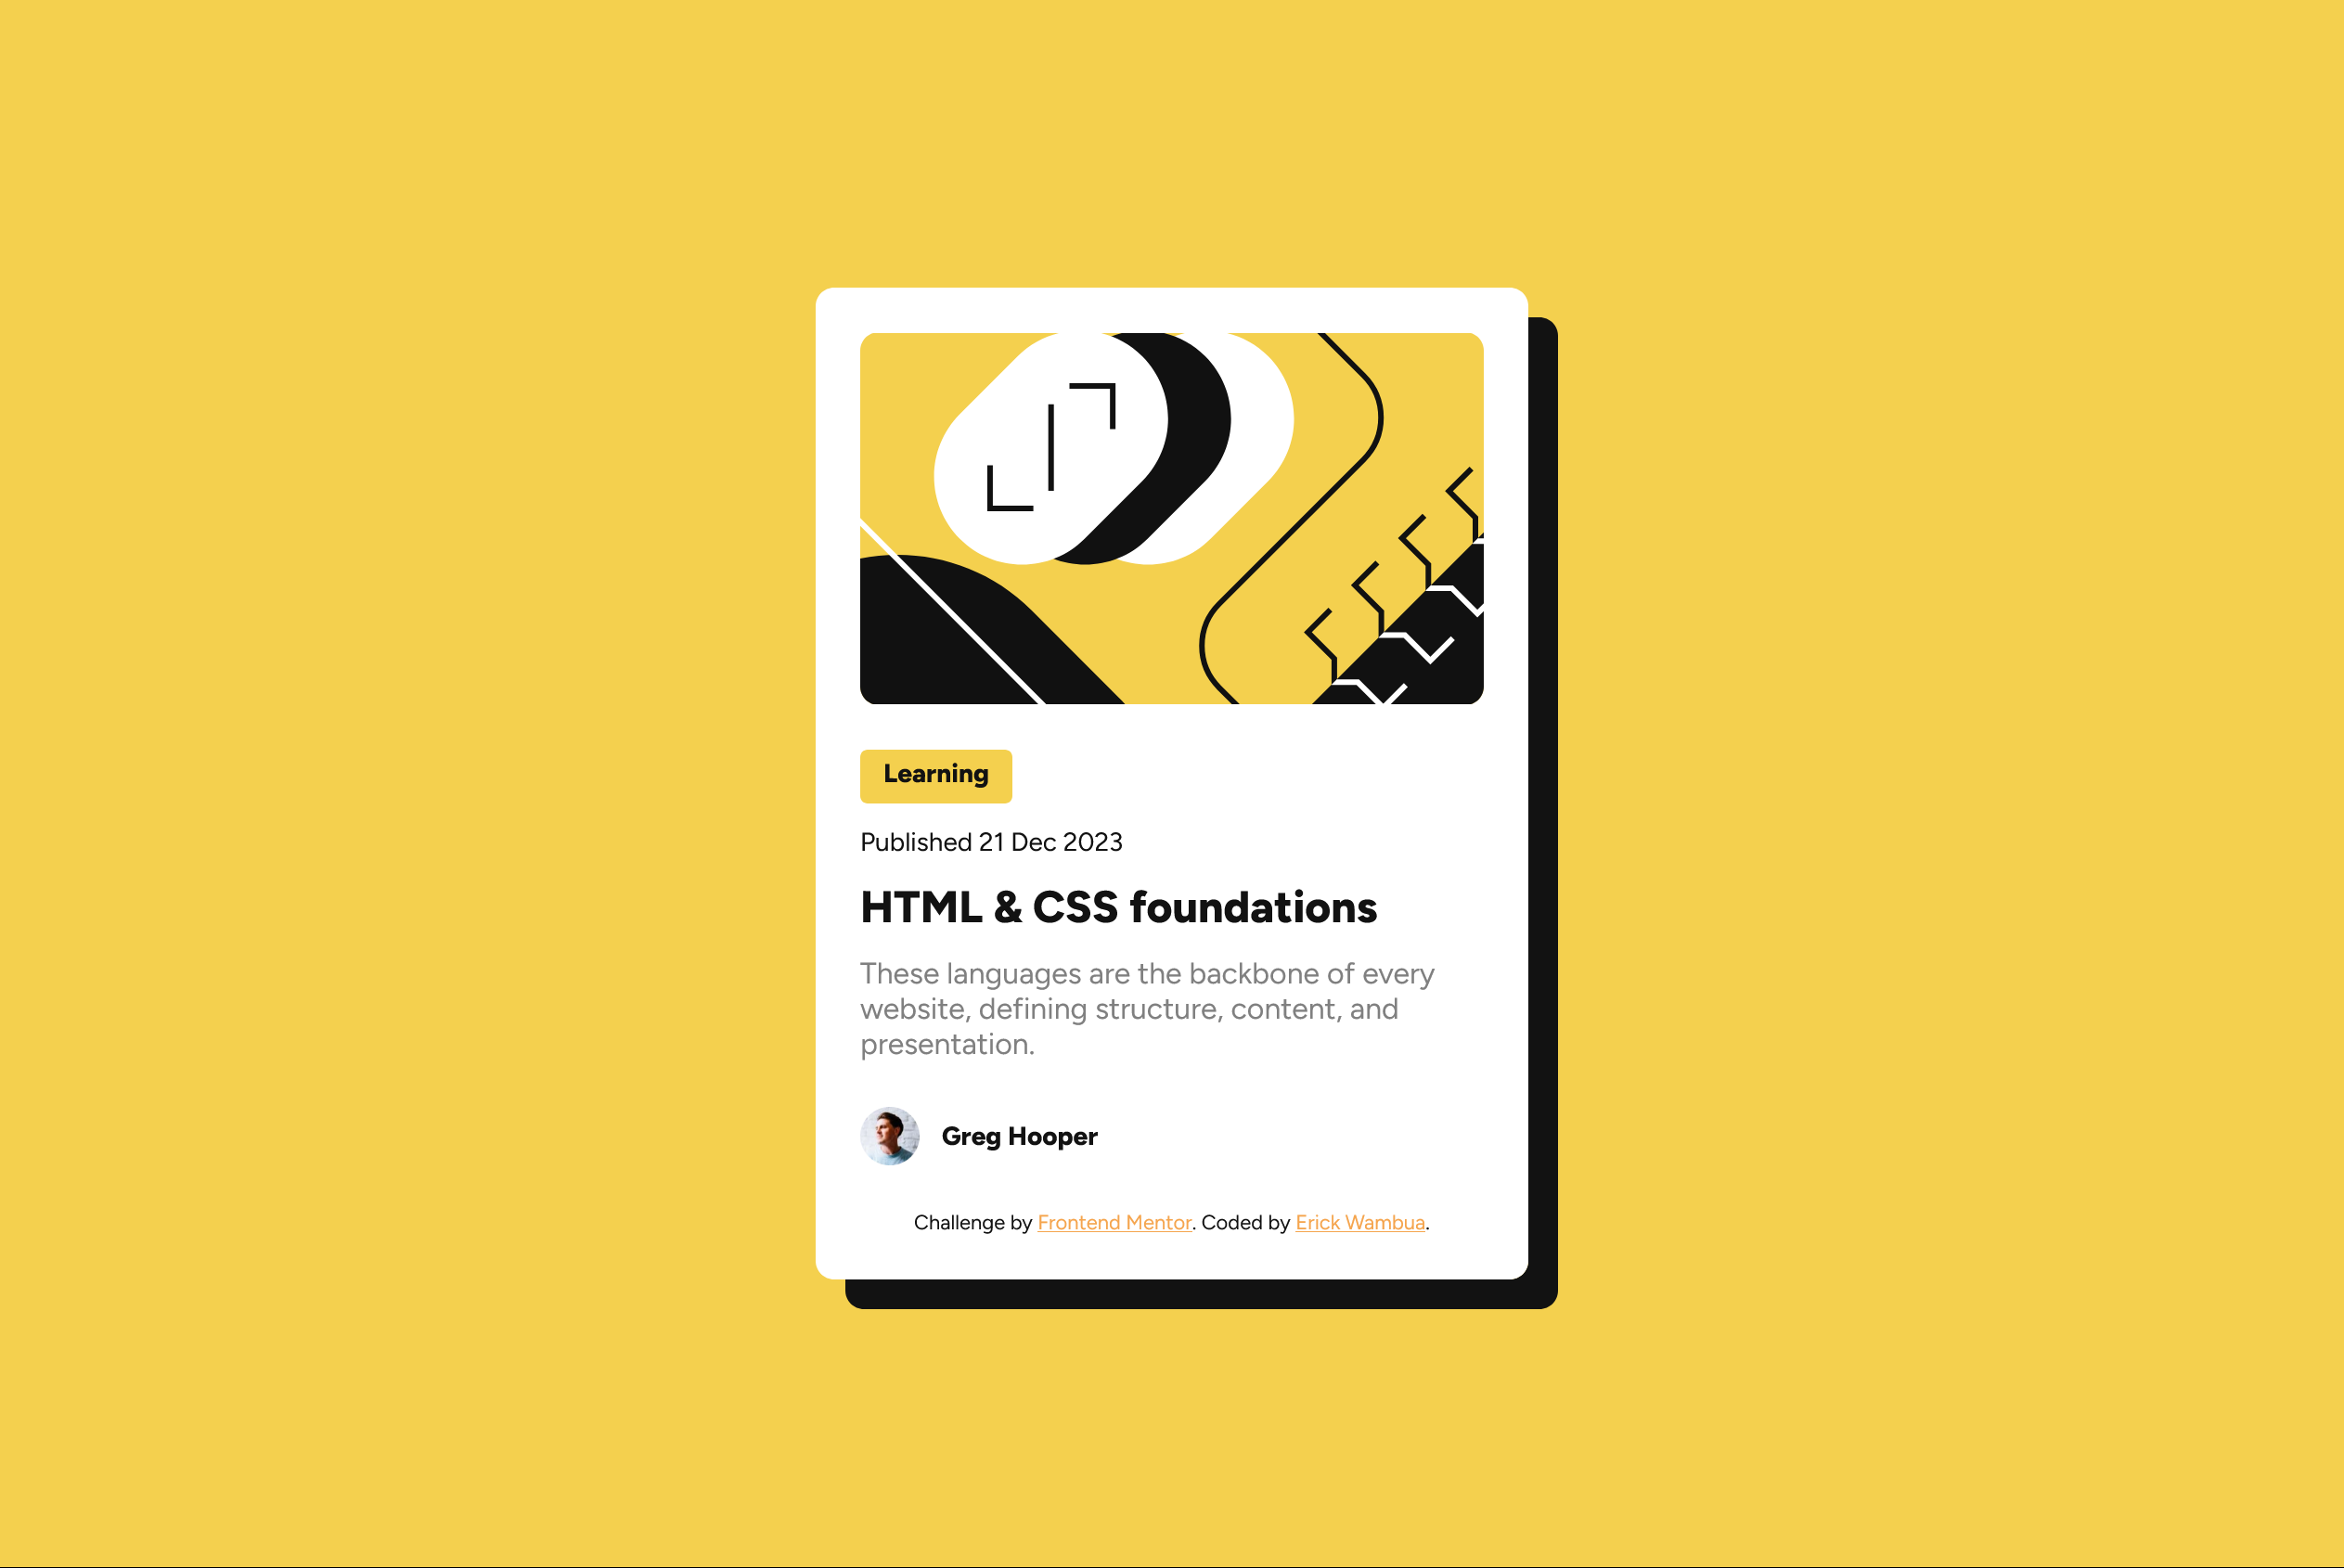 Learning
Published 21 Dec 2023
HTML & CSS foundations
These languages are the backbone of every
website, defining structure, content, and
presentation.
Greg Hooper
Challenge by Frontend Mentor. Coded by Erick Wambua.